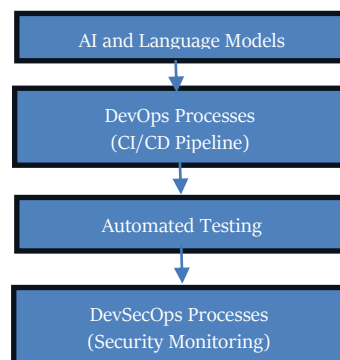 AI and Language Models
DevOps Processes
(CI/CD Pipeline)
Automated Testing
DevSecOps Processes
(Security Monitoring)